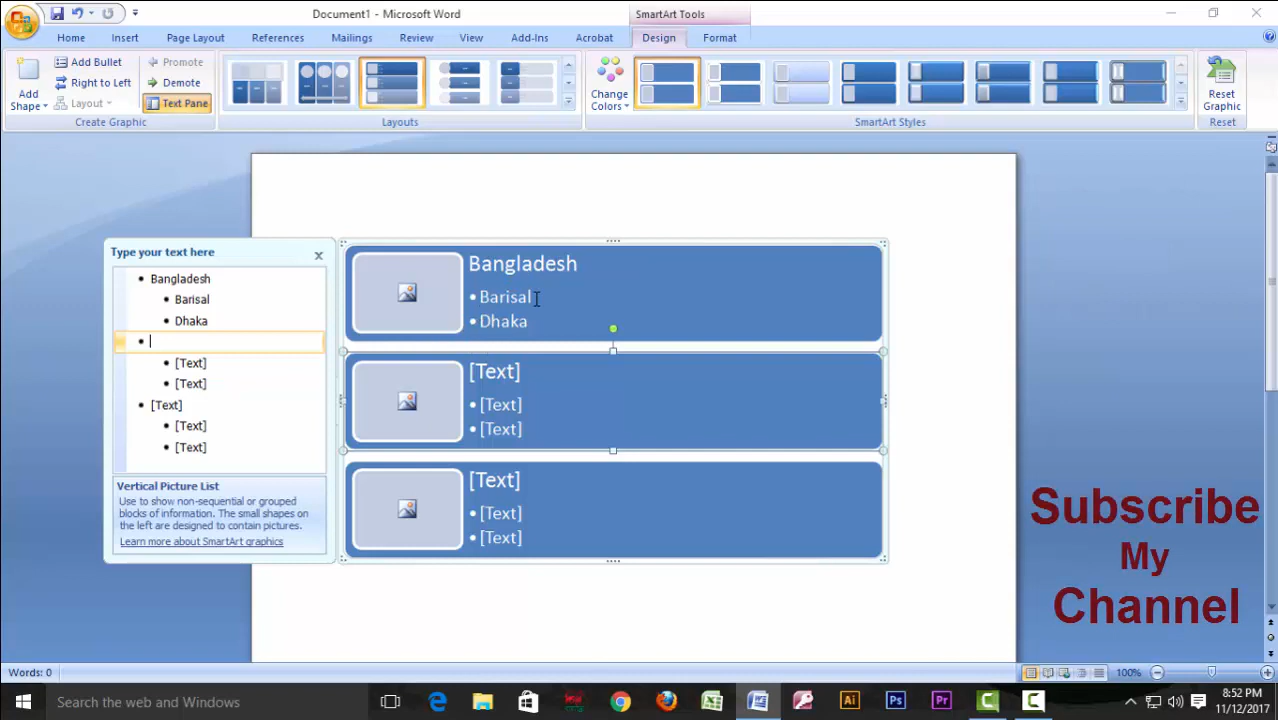 Document1 - Microsoft Word
SmartArt Tools
Insert
Page Layout
References
Mailings
Review
View
Add-Ins
Acrobat
Design
Format
Home
Add Shape
Add Bullet
Right to Left
Layout
Promote
Demote
Text Pane
Create Graphic
Layouts
Change Colors
SmartArt Styles
Reset Graphic
Reset
Type your text here
Bangladesh
Barisal
Dhaka
[Text]
[Text]
[Text]
[Text]
[Text]
Vertical Picture List
Use to show non-sequential or grouped
blocks of information. The small shapes on
the left are designed to contain pictures.
Learn more about SmartArt graphics
Bangladesh
• Barisal
• Dhaka
[Text]
• [Text]
• [Text]
[Text]
• [Text]
• [Text]
Subscribe
My
Channel
Words: 0
100%
Search the web and Windows
Ai
Ps
Pr
8:52 PM
11/12/2017